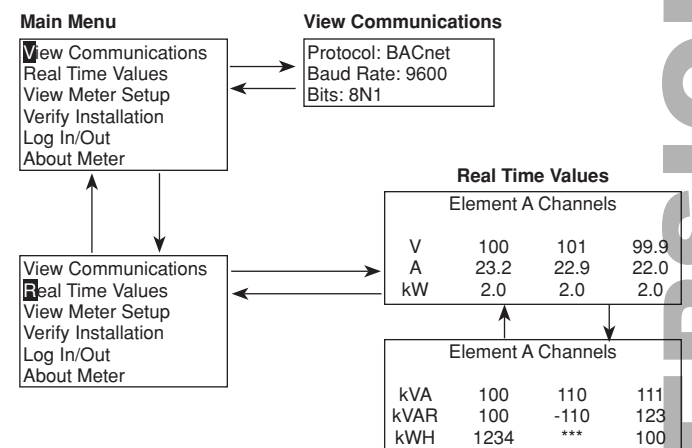 Main Menu
View Communications
Real Time Values
View Meter Setup
Verify Installation
Log In/Out
About Meter
View Communications
Protocol: BACnet
Baud Rate: 9600
Bits: 8N1
View Communications
Real Time Values
View Meter Setup
Verify Installation
Log In/Out
About Meter
Real Time Values
Element A Channels
V 100 101 99.9
A 23.2 22.9 22.0
kW 2.0 2.0 2.0
Element A Channels
kVA 100 110 111
kVAR 100 -110 123
kWH 1234 *** 100